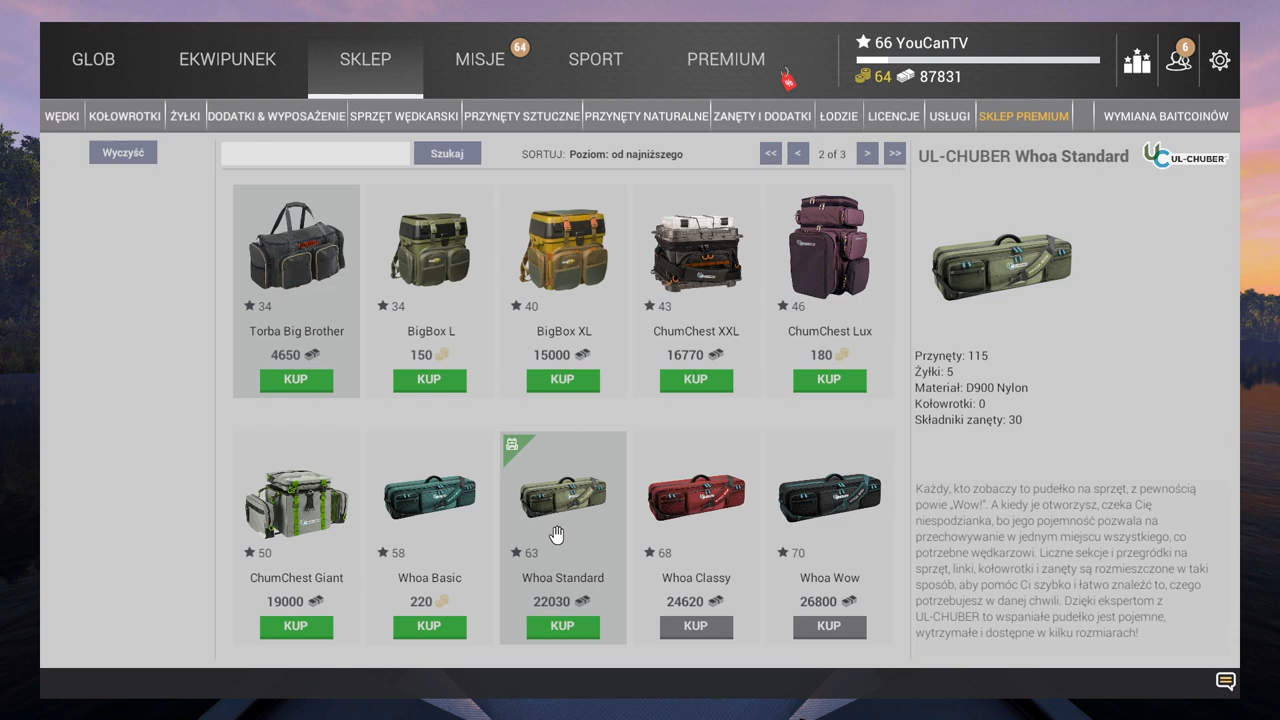 GLOB
EKWIPUNEK
SKLEP
MISJE
64
SPORT
PREMIUM
%
66 YouCanTV
64 87831
6
WĘDKI
KOŁOWROTKI
ŻYŁKI
DODATKI & WYPOSAŻENIE
SPRZĘT WĘDKARSKI
PRZYNĘTY SZTUCZNE
PRZYNĘTY NATURALNE
ZANĘTY I DODATKI
ŁODZIE
LICENCJE
USŁUGI
SKLEP PREMIUM
WYMIANA BAITCOINÓW
Wyczyść
Szukaj
SORTUJ: Poziom: od najniższego
<< < 2 of 3 > >>
34
Torba Big Brother
4650
KUP
34
BigBox L
150
KUP
40
BigBox XL
15000
KUP
43
ChumChest XXL
16770
KUP
46
ChumChest Lux
180
KUP
50
ChumChest Giant
19000
KUP
58
Whoa Basic
220
KUP
63
Whoa Standard
22030
KUP
68
Whoa Classy
24620
KUP
70
Whoa Wow
26800
KUP
UL-CHUBER Whoa Standard
UL-CHUBER
Przynęty: 115
Żyłki: 5
Materiał: D900 Nylon
Kołowrotki: 0
Składniki zanęty: 30
Każdy, kto zobaczy to pudełko na sprzęt, z pewnością
powie „Wow!”. A kiedy je otworzysz, czeka Cię
niespodzianka, bo jego pojemność pozwala na
przechowywanie w jednym miejscu wszystkiego, co
potrzebne wędkarzowi. Liczne sekcje i przegródki na
sprzęt, linki, kołowrotki i zanęty są rozmieszczone w taki
sposób, aby pomóc Ci szybko i łatwo znaleźć to, czego
potrzebujesz w danej chwili. Dzięki ekspertom z
UL-CHUBER to wspaniałe pudełko jest pojemne,
wytrzymałe i dostępne w kilku rozmiarach!